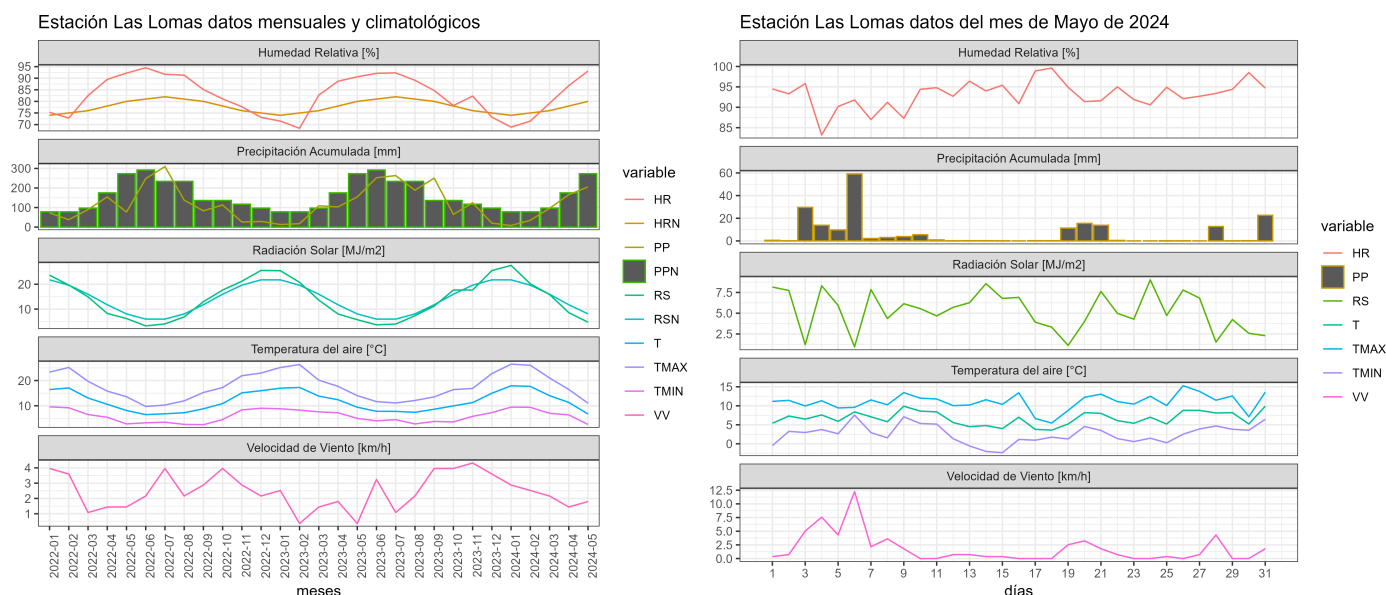 Estación Las Lomas datos mensuales y climatológicos
Humedad Relativa [%]
95
90
85
80
75
70
Precipitación Acumulada [mm]
300
200
100
0
Radiación Solar [MJ/m2]
20
10
Temperatura del aire [°C]
20
10
Velocidad de Viento [km/h]
4
3
2
1
2022-01
2022-02
2022-03
2022-04
2022-05
2022-06
2022-07
2022-08
2022-09
2022-10
2022-11
2022-12
2023-01
2023-02
2023-03
2023-04
2023-05
2023-06
2023-07
2023-08
2023-09
2023-10
2023-11
2023-12
2024-01
2024-02
2024-03
2024-04
2024-05
meses
variable
HR
HRN
PP
PPN
RS
RSN
T
TMAX
TMIN
VV
Estación Las Lomas datos del mes de Mayo de 2024
Humedad Relativa [%]
100
95
90
85
Precipitación Acumulada [mm]
60
40
20
0
Radiación Solar [MJ/m2]
7.5
5.0
2.5
Temperatura del aire [°C]
15
10
5
0
Velocidad de Viento [km/h]
12.5
10.0
7.5
5.0
2.5
0.0
1 3 5 7 9 11 13 15 17 19 21 23 25 27 29 31
días
variable
HR
PP
RS
T
TMAX
TMIN
VV